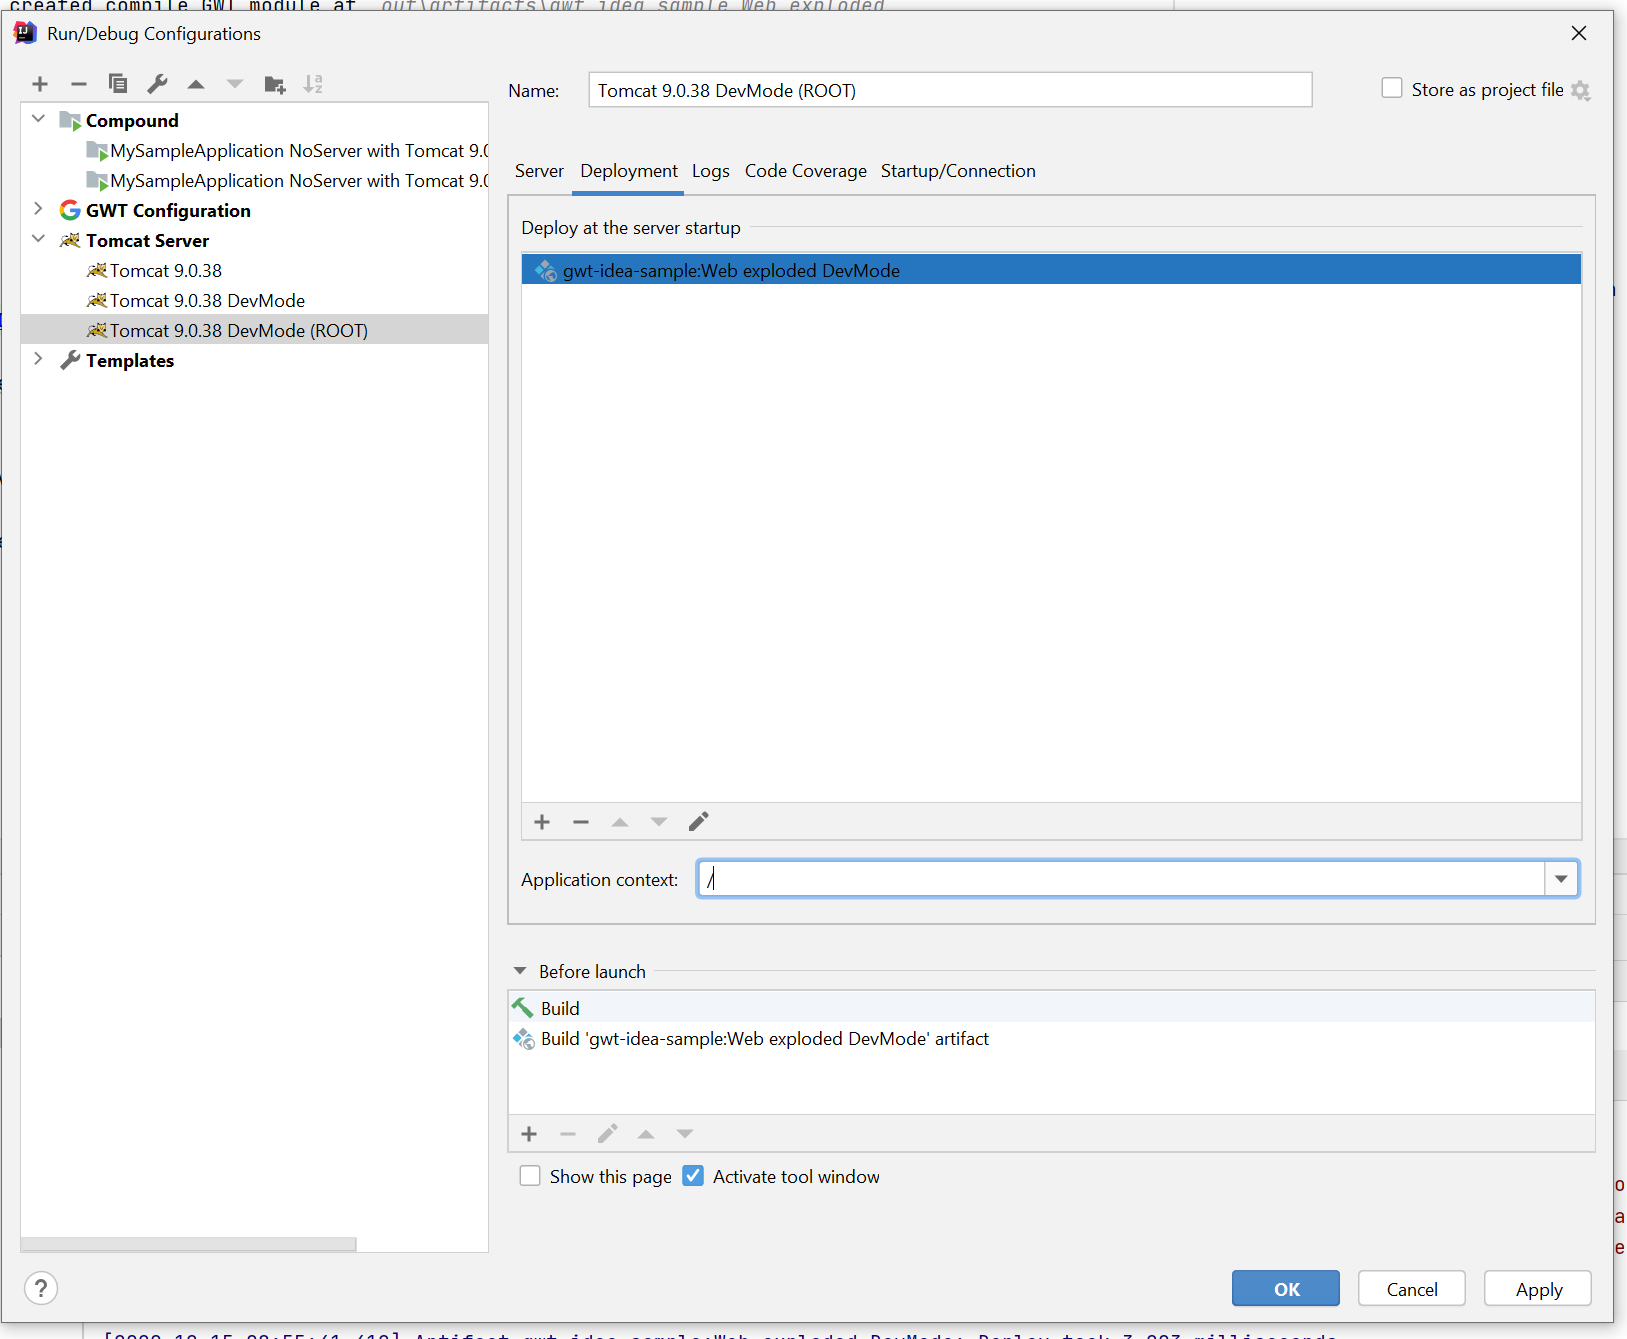 created compile GWT module at out\artifacts\gwt_idea_sample_Web_exploded
Run/Debug Configurations
Name:
Tomcat 9.0.38 DevMode (ROOT)
Store as project file
Compound
MySampleApplication NoServer with Tomcat 9.0
MySampleApplication NoServer with Tomcat 9.0
GWT Configuration
Tomcat Server
Tomcat 9.0.38
Tomcat 9.0.38 DevMode
Tomcat 9.0.38 DevMode (ROOT)
Templates
Server Deployment Logs Code Coverage Startup/Connection
Deploy at the server startup
gwt-idea-sample:Web exploded DevMode
Application context:
/
Before launch
Build
Build 'gwt-idea-sample:Web exploded DevMode' artifact
Show this page
Activate tool window
?
OK
Cancel
Apply
Artifact gwt-idea-sample:Web exploded DevMode: Deploy took 3,003 milliseconds